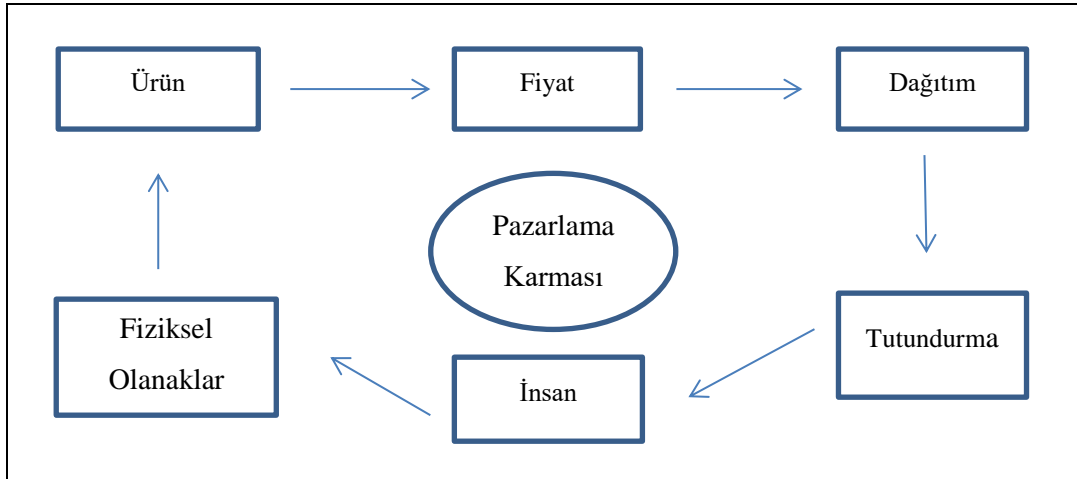 Ürün
Fiyat
Dağıtım
Pazarlama
Karması
Fiziksel
Olanaklar
İnsan
Tutundurma